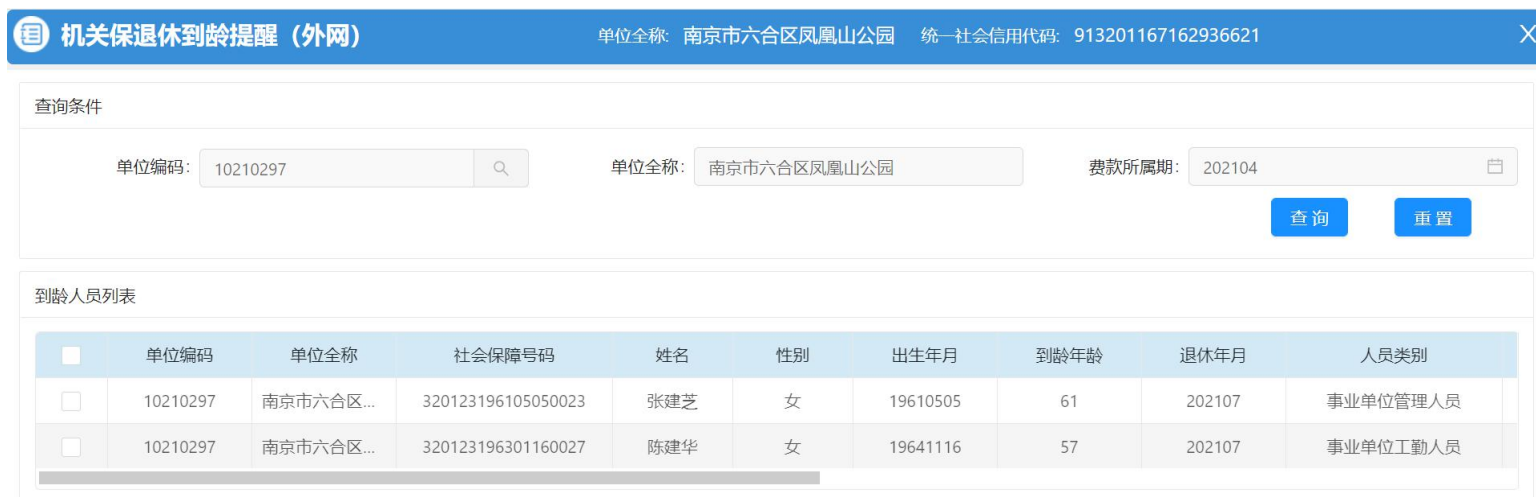 机关保退休到龄提醒（外网） 单位全称: 南京市六合区凤凰山公园 统一社会信用代码: 913201167162936621 X
查询条件
单位编码: 10210297 单位全称: 南京市六合区凤凰山公园 费款所属期: 202104
查询 重置
到龄人员列表
单位编码 单位全称 社会保障号码 姓名 性别 出生年月 到龄年龄 退休年月 人员类别
10210297 南京市六合区... 320123196105050023 张建芝 女 19610505 61 202107 事业单位管理人员
10210297 南京市六合区... 320123196301160027 陈建华 女 19641116 57 202107 事业单位工勤人员